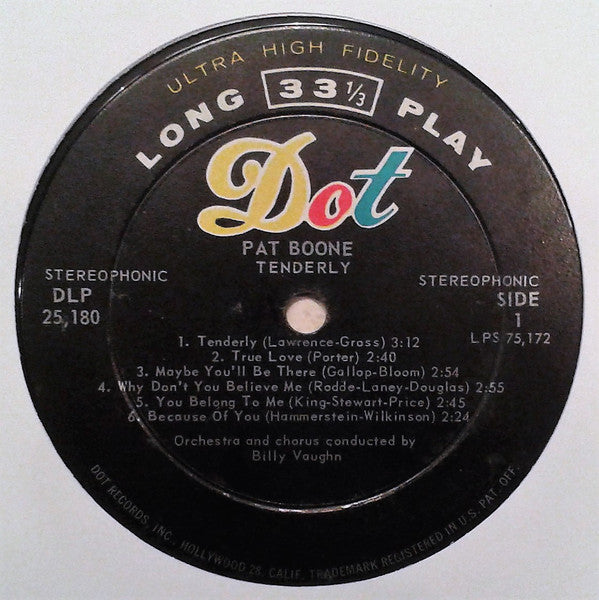 ULTRA HIGH FIDELITY
LONG 33 1/3 PLAY
Dot
PAT BOONE
TENDERLY
STEREOPHONIC
DLP
25,180
STEREOPHONIC
SIDE
1
LPS 75,172
1. Tenderly (Lawrence-Gross) 3:12
2. True Love (Porter) 2:40
3. Maybe You'll Be There (Gallop-Bloom) 2:54
4. Why Don't You Believe Me (Rodde-Laney-Douglas) 2:55
5. You Belong To Me (King-Stewart-Price) 2:45
6. Because Of You (Hammerstein-Wilkinson) 2:24
Orchestra and chorus conducted by
Billy Vaughn
DOT RECORDS, INC. HOLLYWOOD 28, CALIF. TRADEMARK REGISTERED IN U.S. PAT. OFF.